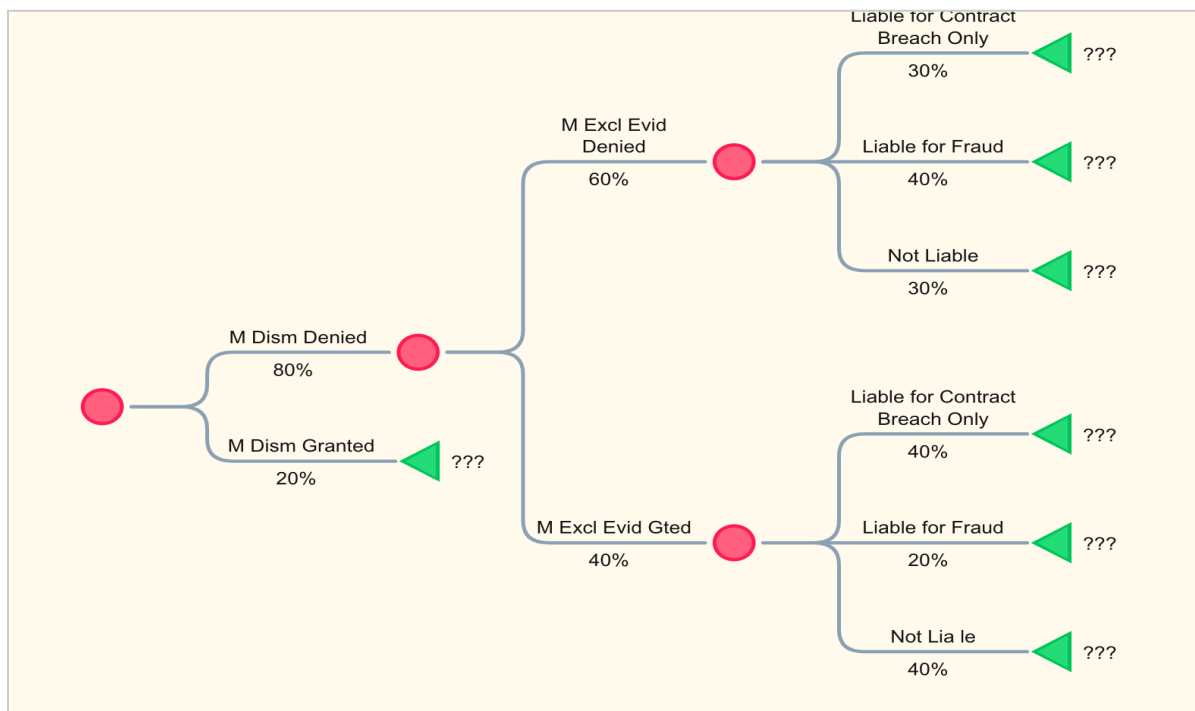 Liable for Contract
Breach Only
30%
???
M Excl Evid
Denied
60%
Liable for Fraud
40%
???
Not Liable
30%
???
M Dism Denied
80%
M Dism Granted
20%
???
Liable for Contract
Breach Only
40%
???
M Excl Evid Gted
40%
Liable for Fraud
20%
???
Not Lia le
40%
???